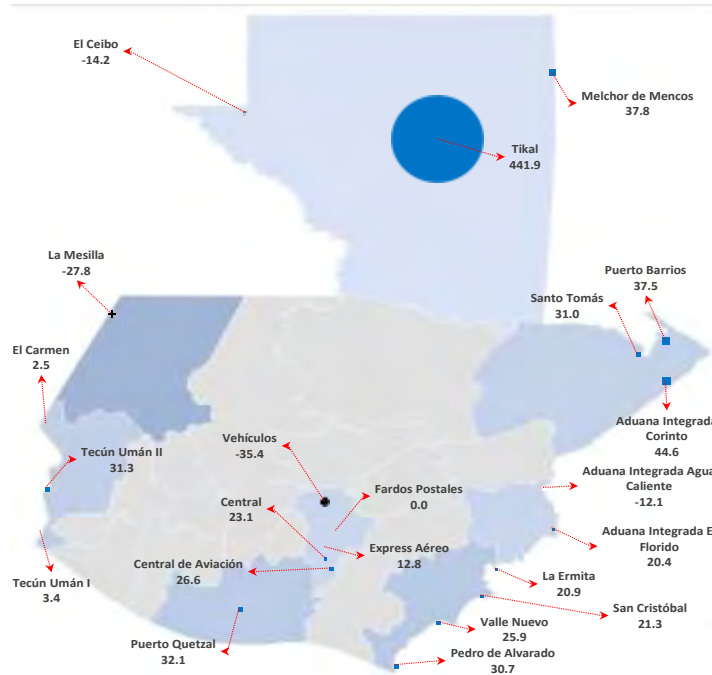 El Ceibo
-14.2
Melchor de Mencos
37.8
Tikal
441.9
La Mesilla
-27.8
Puerto Barrios
37.5
Santo Tomás
31.0
El Carmen
2.5
Aduana Integrada
Corinto
44.6
Tecún Umán II
31.3
Vehículos
-35.4
Fardos Postales
0.0
Aduana Integrada Agua
Caliente
-12.1
Central
23.1
Aduana Integrada E
Florido
20.4
Express Aéreo
12.8
Central de Aviación
26.6
La Ermita
20.9
Tecún Umán I
3.4
San Cristóbal
21.3
Valle Nuevo
25.9
Puerto Quetzal
32.1
Pedro de Alvarado
30.7